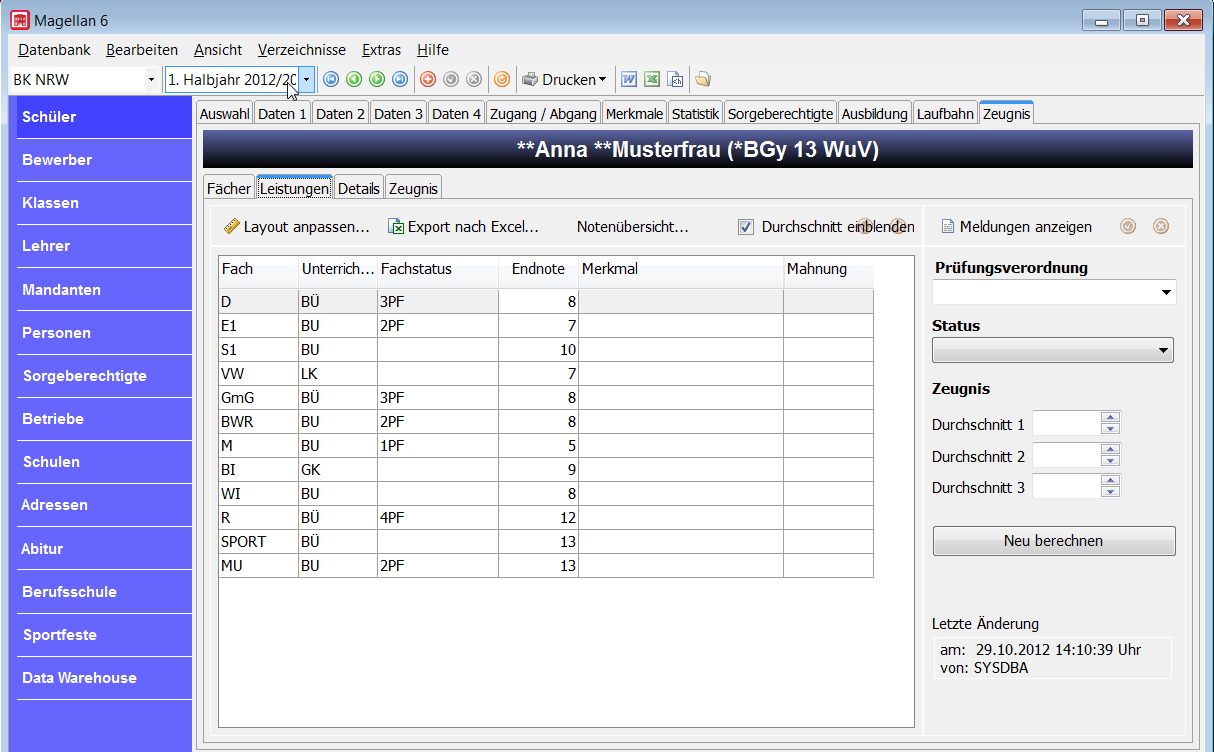 Magellan 6
Datenbank Bearbeiten Ansicht Verzeichnisse Extras Hilfe
BK NRW 1. Halbjahr 2012/20 Drucken
Schüler
Bewerber
Klassen
Lehrer
Mandanten
Personen
Sorgeberechtigte
Betriebe
Schulen
Adressen
Abitur
Berufsschule
Sportfeste
Data Warehouse
Auswahl Daten 1 Daten 2 Daten 3 Daten 4 Zugang / Abgang Merkmale Statistik Sorgeberechtigte Ausbildung Laufbahn Zeugnis
**Anna **Musterfrau (*BGy 13 WuV)
Fächer Leistungen Details Zeugnis
Layout anpassen... Export nach Excel... Notenübersicht... Durchschnitt einblenden Meldungen anzeigen
Fach Unterrich... Fachstatus Endnote Merkmal Mahnung
D BÜ 3PF 8
E1 BU 2PF 7
S1 BU 10
VW LK 7
GmG BÜ 3PF 8
BWR BU 2PF 8
M BU 1PF 5
BI GK 9
WI BU 8
R BÜ 4PF 12
SPORT BÜ 13
MU BU 2PF 13
Prüfungsverordnung
Status
Zeugnis
Durchschnitt 1
Durchschnitt 2
Durchschnitt 3
Neu berechnen
Letzte Änderung
am: 29.10.2012 14:10:39 Uhr
von: SYSDBA